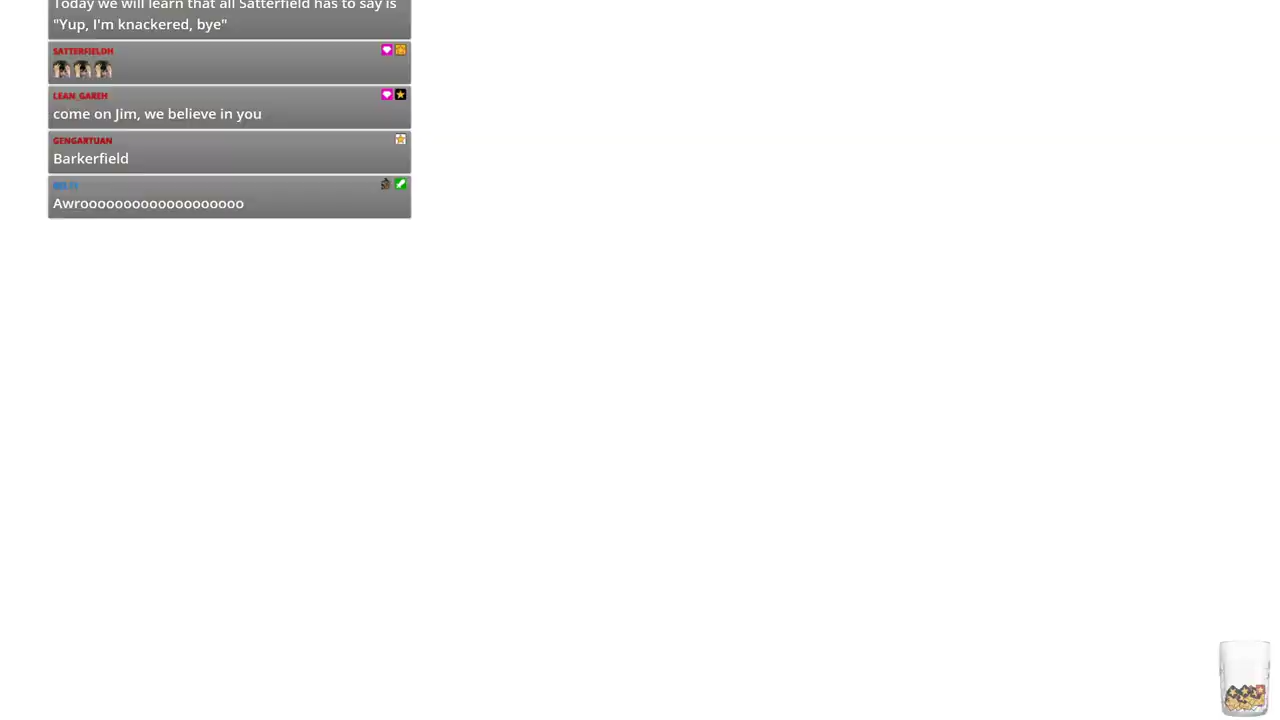 Today we will learn that all Satterfield has to say is
"Yup, I'm knackered, bye"
SATTERFIELDH
LEAN_GAREH
come on Jim, we believe in you
GENGARTUAN
Barkerfield
Awrooooooooooooooooooo